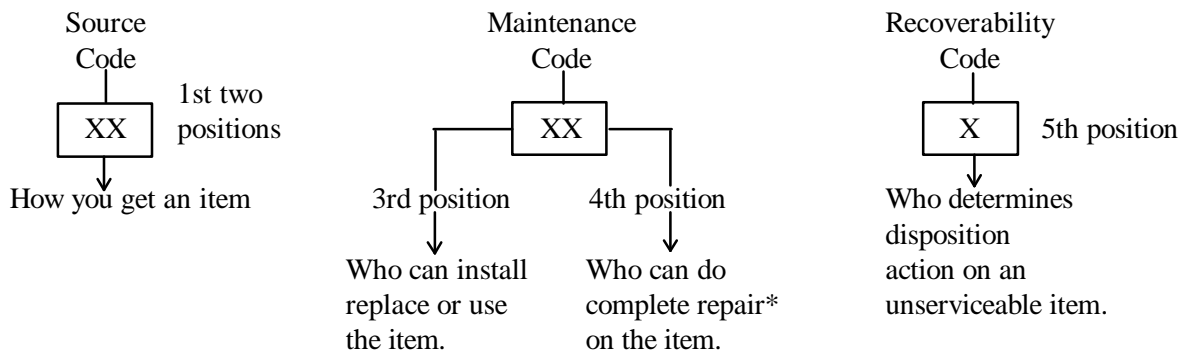 Source
Code
XX
1st two
positions
How you get an item
Maintenance
Code
XX
3rd position
Who can install
replace or use
the item.
4th position
Who can do
complete repair*
on the item.
Recoverability
Code
X
5th position
Who determines
disposition
action on an
unserviceable item.